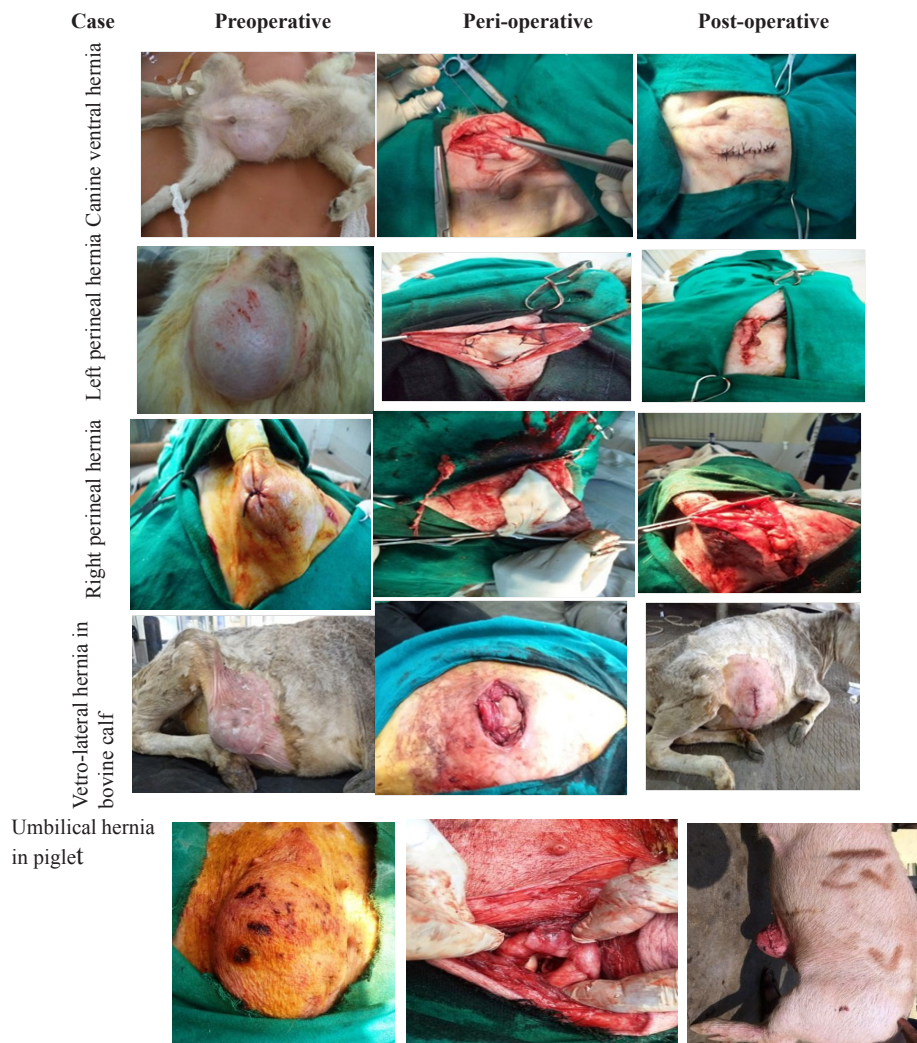 Case Preoperative Peri-operative Post-operative
Canine ventral hernia
Left perineal hernia
Right perineal hernia
Vetro-lateral hernia in
bovine calf
Umbilical hernia
in piglet